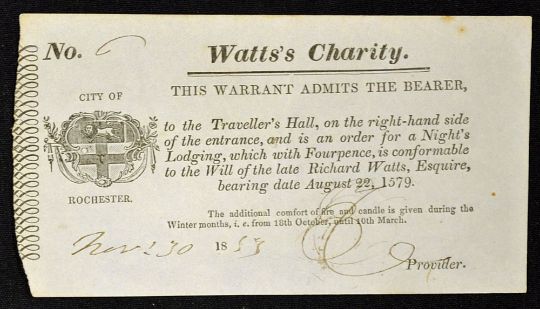 No. 6
Watts's Charity.
CITY OF
ROCHESTER.
THIS WARRANT ADMITS THE BEARER,
to the Traveller's Hall, on the right-hand side
of the entrance, and is an order for a Night's
Lodging, which with Fourpence, is conformable
to the Will of the late Richard Watts, Esquire,
bearing date August 22, 1579.
The additional comfort of fire and candle is given during the
Winter months, i. e. from 18th October, until 10th March.
Nov. 30 1853
Provider.